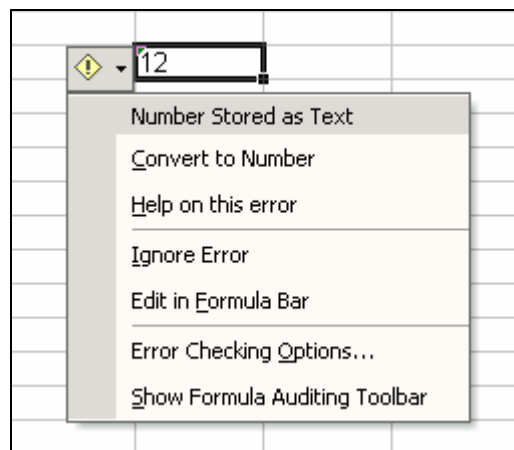 12
Number Stored as Text
Convert to Number
Help on this error
Ignore Error
Edit in Formula Bar
Error Checking Options...
Show Formula Auditing Toolbar